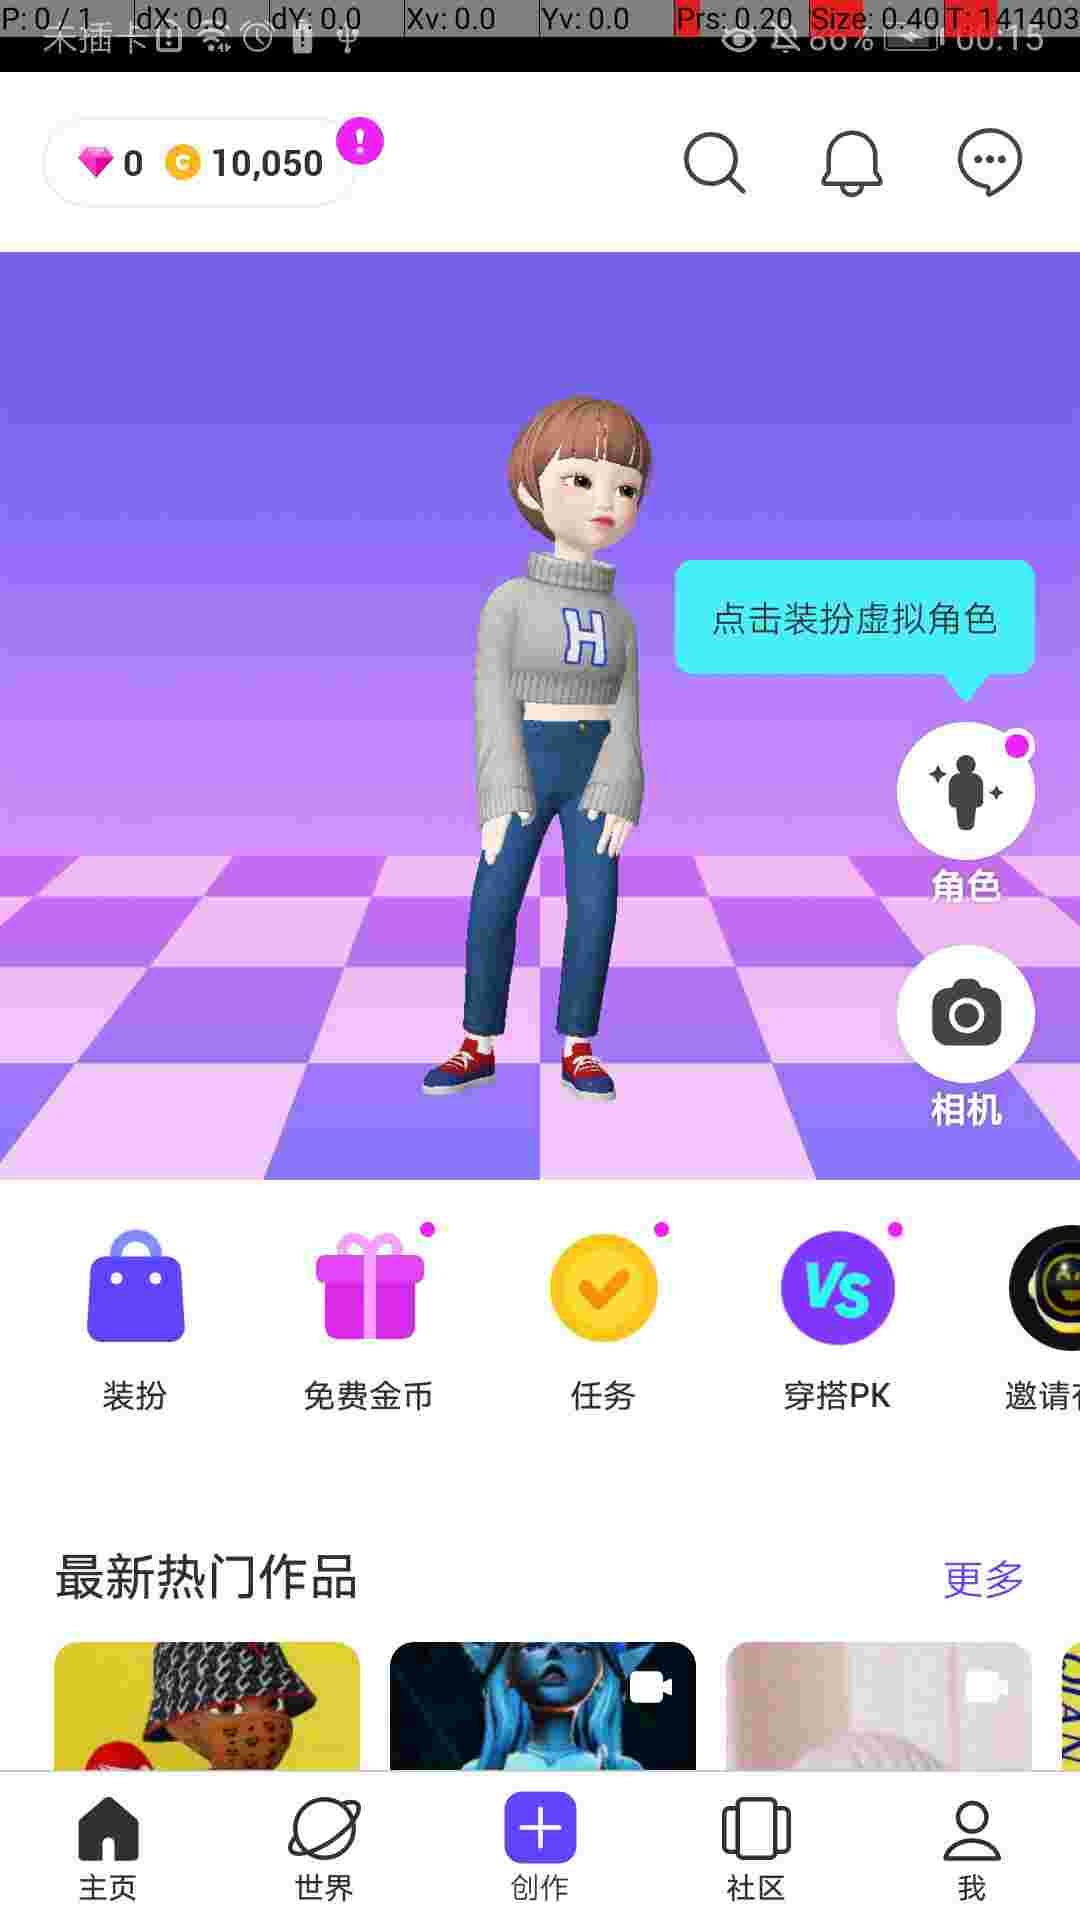 P: 0 / 1 dX: 0.0 dY: 0.0 Xv: 0.0 Yv: 0.0 Prs: 0.20 Size: 0.40 T: 141403
未插卡 86% 00:15
0 10,050
H
点击装扮虚拟角色
角色
相机
装扮 免费金币 任务 穿搭PK 邀请
VS
最新热门作品 更多
主页 世界 创作 社区 我